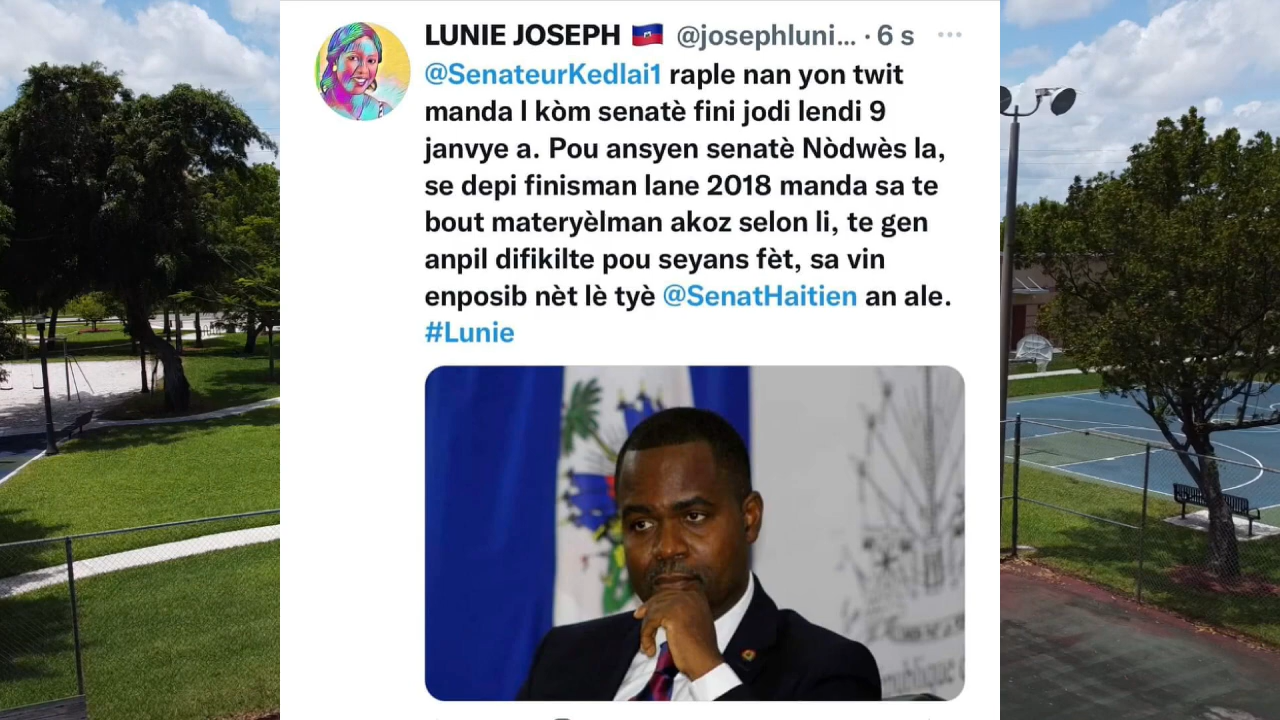 LUNIE JOSEPH 🇭🇹 @josephluni... · 6 s ...
@SenateurKedlai1 raple nan yon twit
manda l kòm senatè fini jodi lendi 9
janvye a. Pou ansyen senatè Nòdwès la,
se depi finisman lane 2018 manda sa te
bout materyèlman akoz selon li, te gen
anpil difikilte pou seyans fèt, sa vin
enposib nèt lè tyè @SenatHaitien an ale.
#Lunie